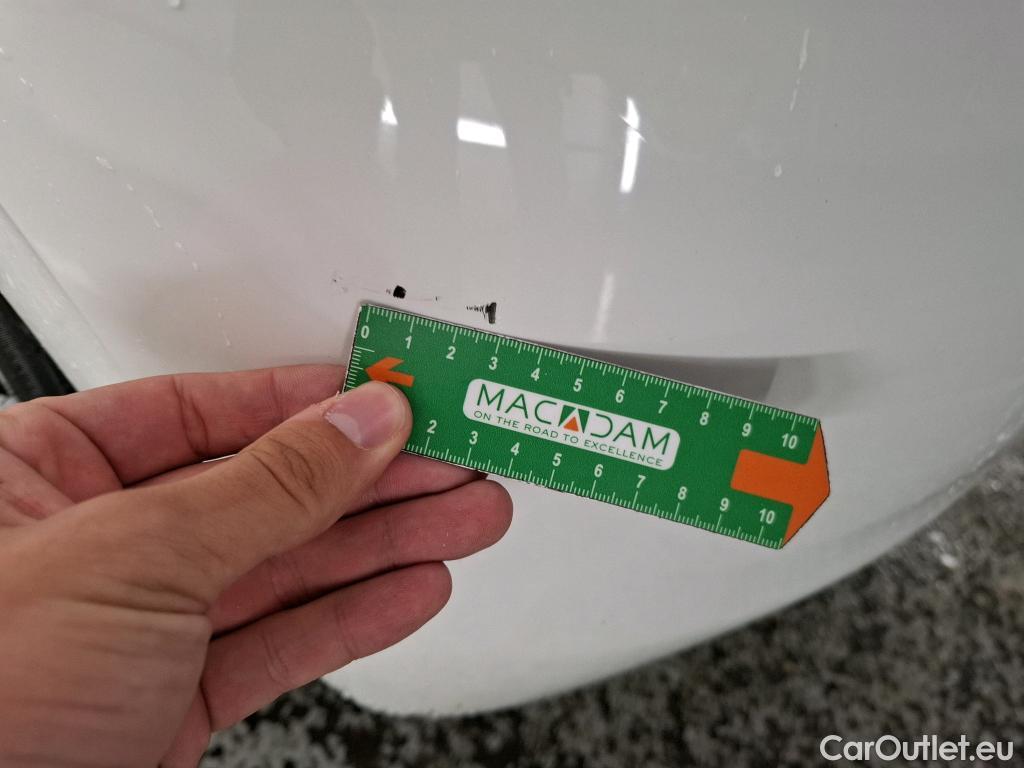 0 1 2 3 4 5 6 7 8 9 10
MACADAM
ON THE ROAD TO EXCELLENCE
2 3 4 5 6 7 8 9 10
CarOutlet.eu